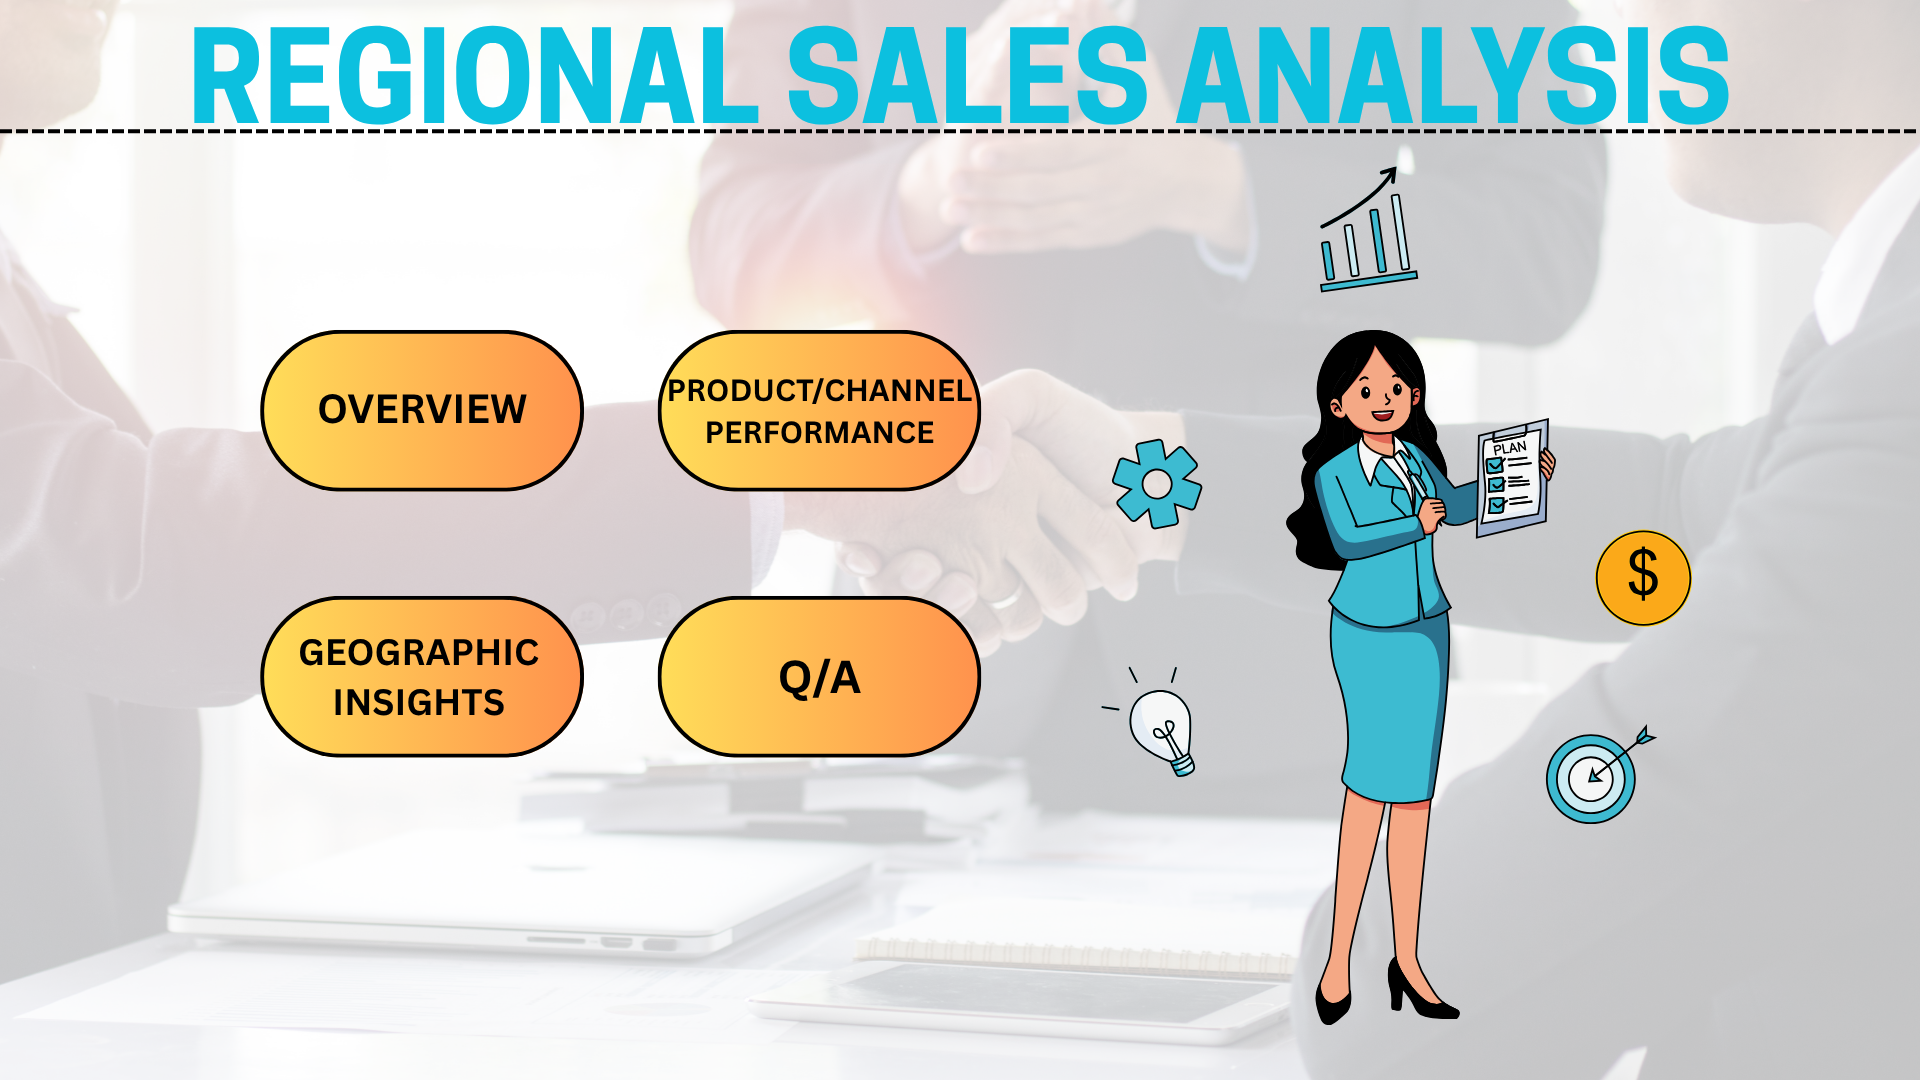 REGIONAL SALES ANALYSIS
OVERVIEW
PRODUCT/CHANNEL
PERFORMANCE
GEOGRAPHIC
INSIGHTS
Q/A
PLAN
$